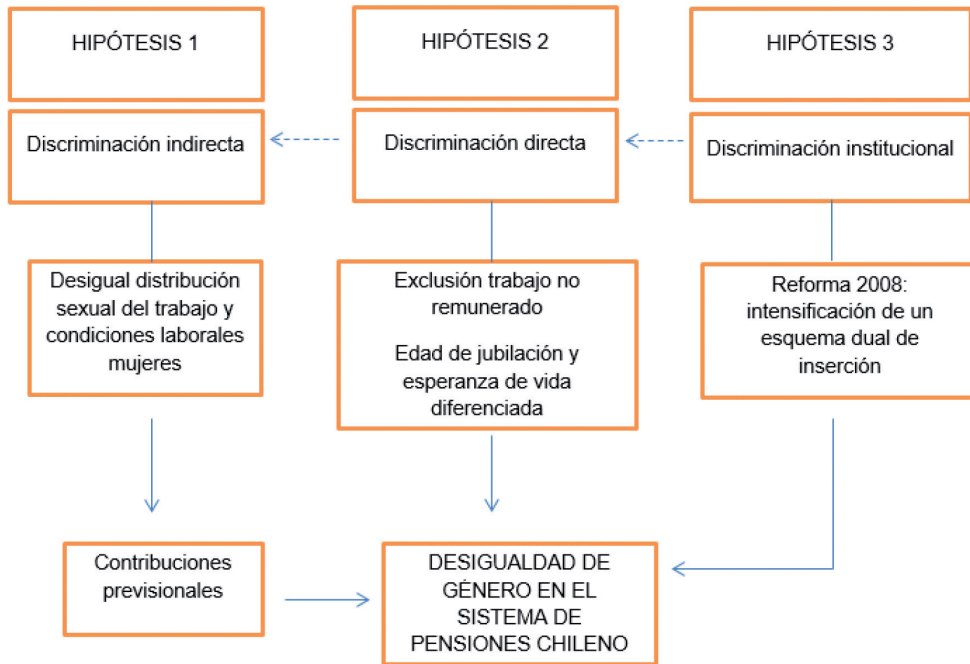 HIPÓTESIS 1
HIPÓTESIS 2
HIPÓTESIS 3
Discriminación indirecta
Discriminación directa
Discriminación institucional
Desigual distribución
sexual del trabajo y
condiciones laborales
mujeres
Exclusión trabajo no
remunerado
Edad de jubilación y
esperanza de vida
diferenciada
Reforma 2008:
intensificación de un
esquema dual de
inserción
Contribuciones
previsionales
DESIGUALDAD DE
GÉNERO EN EL
SISTEMA DE
PENSIONES CHILENO